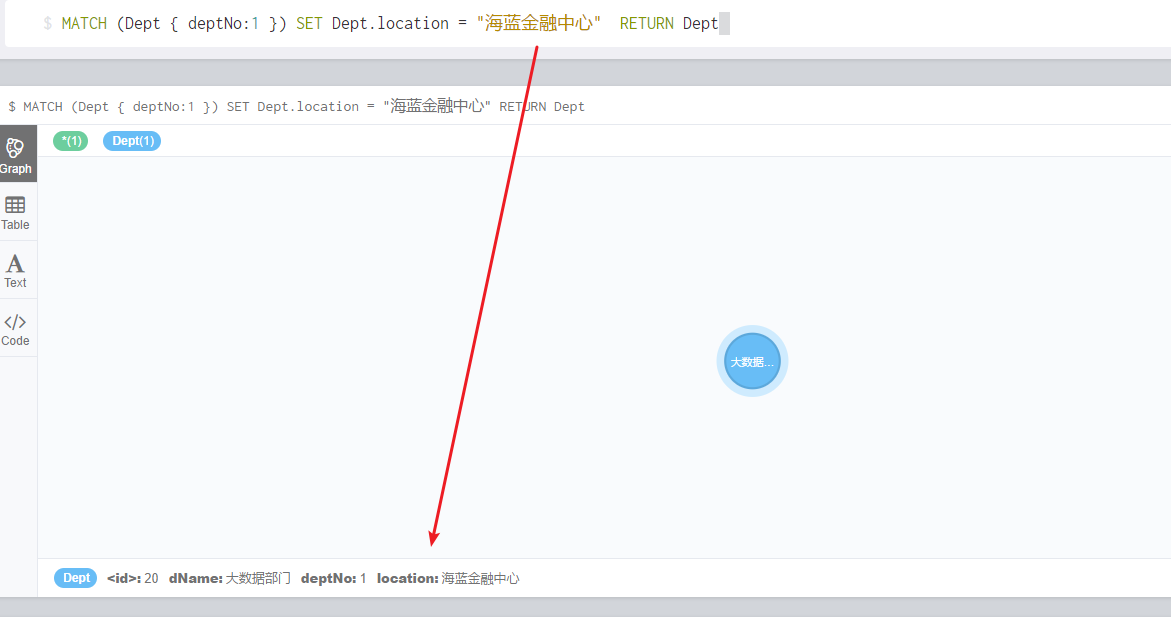 $ MATCH (Dept { deptNo:1 }) SET Dept.location = "海蓝金融中心"  RETURN Dept
$ MATCH (Dept { deptNo:1 }) SET Dept.location = "海蓝金融中心" RETURN Dept
*(1) Dept(1)
Graph
Table
A
Text
</>
Code
大数据...
Dept <id>: 20 dName: 大数据部门 deptNo: 1 location: 海蓝金融中心